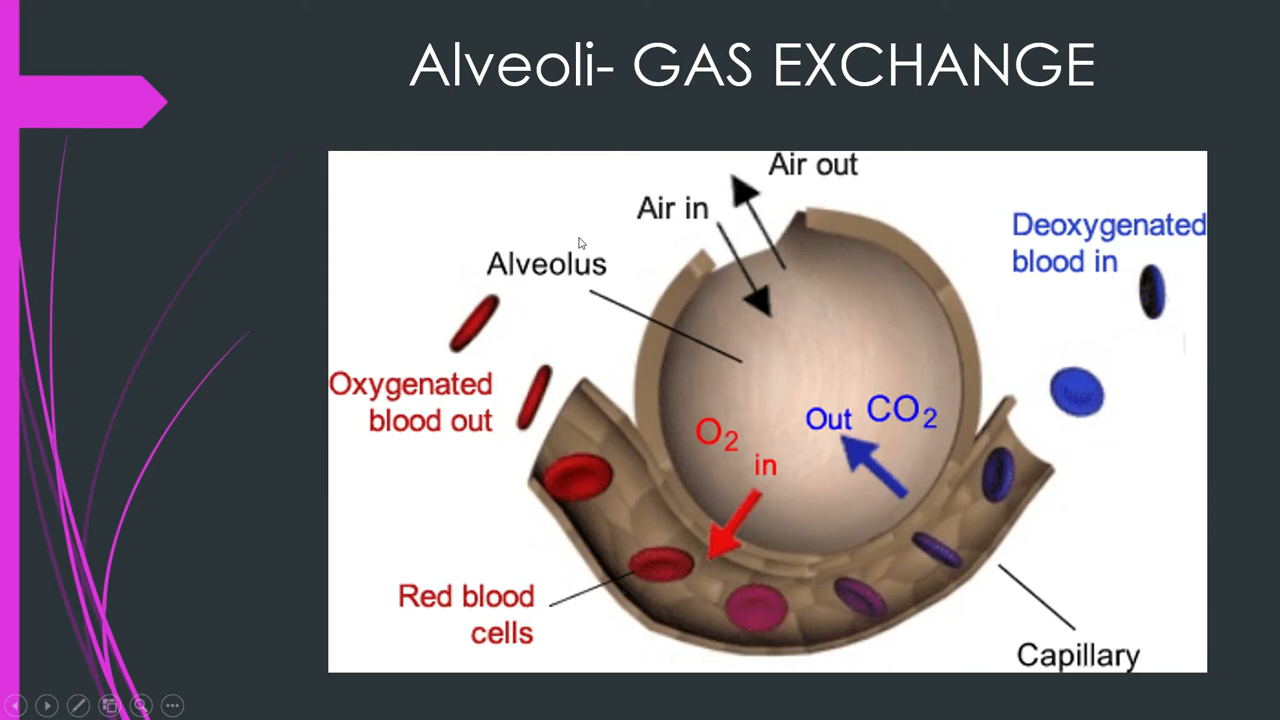 Alveoli- GAS EXCHANGE
Air out
Air in
Deoxygenated
blood in
Alveolus
Oxygenated
blood out
Out CO₂
O₂
in
Red blood
cells
Capillary